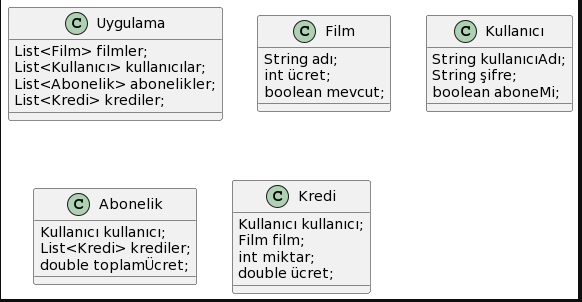 C Uygulama
List<Film> filmler;
List<Kullanıcı> kullanıcılar;
List<Abonelik> abonelikler;
List<Kredi> krediler;
C Film
String adı;
int ücret;
boolean mevcut;
C Kullanıcı
String kullanıcıAdı;
String şifre;
boolean aboneMi;
C Abonelik
Kullanıcı kullanıcı;
List<Kredi> krediler;
double toplamÜcret;
C Kredi
Kullanıcı kullanıcı;
Film film;
int miktar;
double ücret;